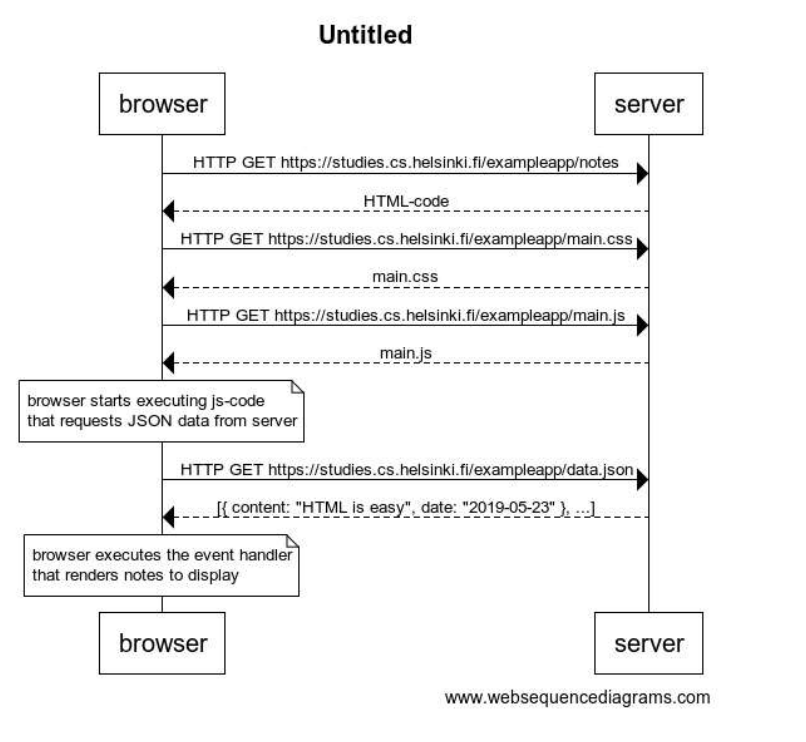 Untitled
browser
server
HTTP GET https://studies.cs.helsinki.fi/exampleapp/notes
HTML-code
HTTP GET https://studies.cs.helsinki.fi/exampleapp/main.css
main.css
HTTP GET https://studies.cs.helsinki.fi/exampleapp/main.js
main.js
browser starts executing js-code
that requests JSON data from server
HTTP GET https://studies.cs.helsinki.fi/exampleapp/data.json
[{ content: "HTML is easy", date: "2019-05-23" }, ...]
browser executes the event handler
that renders notes to display
browser
server
www.websequencediagrams.com